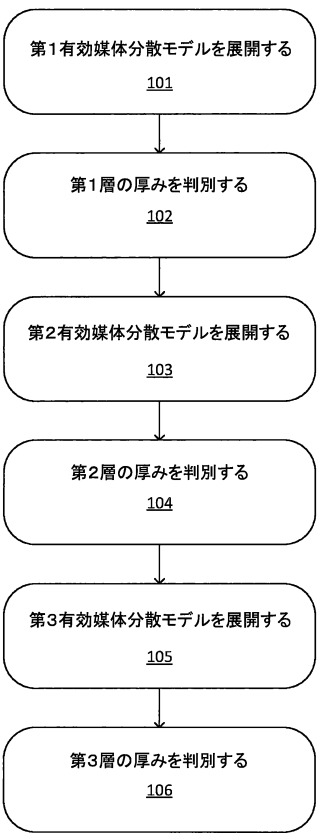 第１有効媒体分散モデルを展開する
101
第１層の厚みを判別する
102
第２有効媒体分散モデルを展開する
103
第２層の厚みを判別する
104
第３有効媒体分散モデルを展開する
105
第３層の厚みを判別する
106